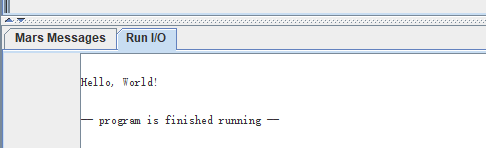 Mars Messages Run I/O
Hello, World!
-- program is finished running --